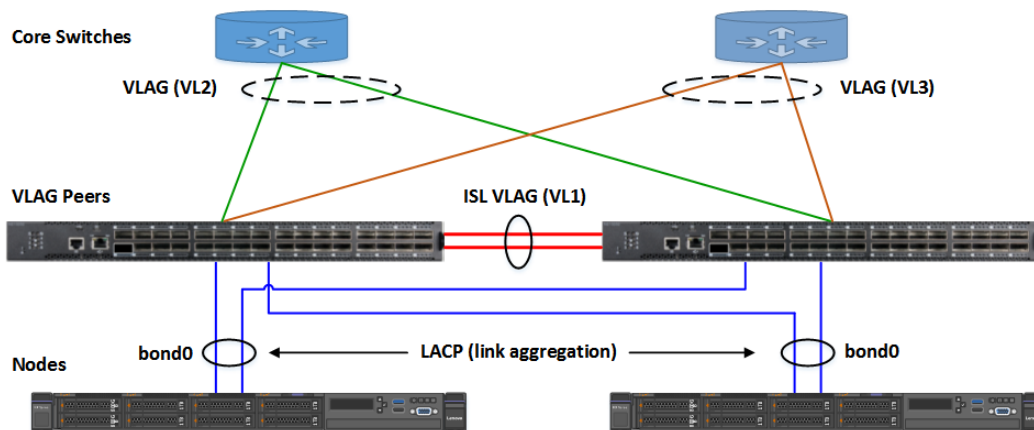 Core Switches
VLAG (VL2)
VLAG (VL3)
VLAG Peers
ISL VLAG (VL1)
bond0
LACP (link aggregation)
bond0
Nodes